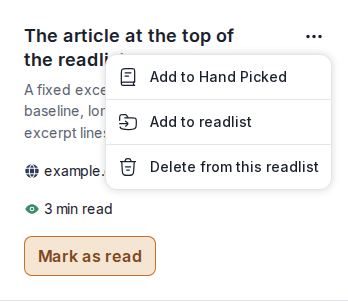 The article at the top of
the readli
A fixed exce
Add to Hand Picked
baseline, lor
Add to readlist
excerpt lines
Delete from this readlist
example.
3 min read
Mark as read